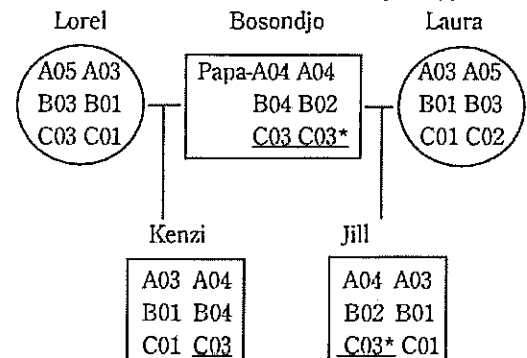 Lorel Bosondjo Laura
A05 A03 Papa-A04 A04 A03 A05
B03 B01 B04 B02 B01 B03
C03 C01 C03 C03* C01 C02
Kenzi Jill
A03 A04 A04 A03
B01 B04 B02 B01
C01 C03 C03* C01